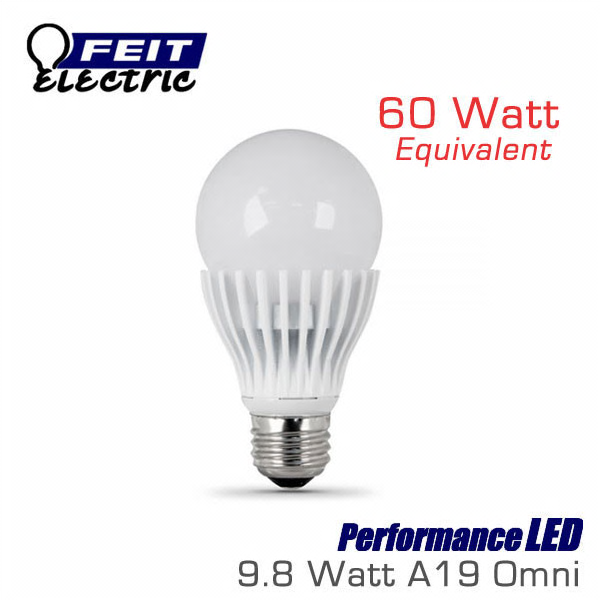 FEIT
Electric
60 Watt
Equivalent
Performance LED
9.8 Watt A19 Omni